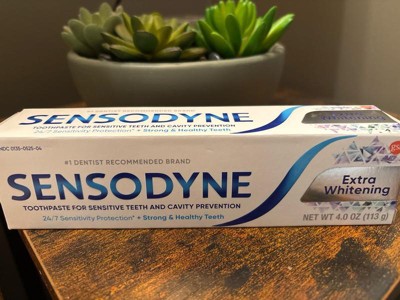 SENSODYNE
TOOTHPASTE FOR SENSITIVE TEETH AND CAVITY PREVENTION
24/7 Sensitivity Protection* + Strong & Healthy Teeth
NDC 0135-0525-04
#1 DENTIST RECOMMENDED BRAND
gsk
SENSODYNE
Extra
Whitening
TOOTHPASTE FOR SENSITIVE TEETH AND CAVITY PREVENTION
24/7 Sensitivity Protection* + Strong & Healthy Teeth
NET WT 4.0 OZ (113 g)